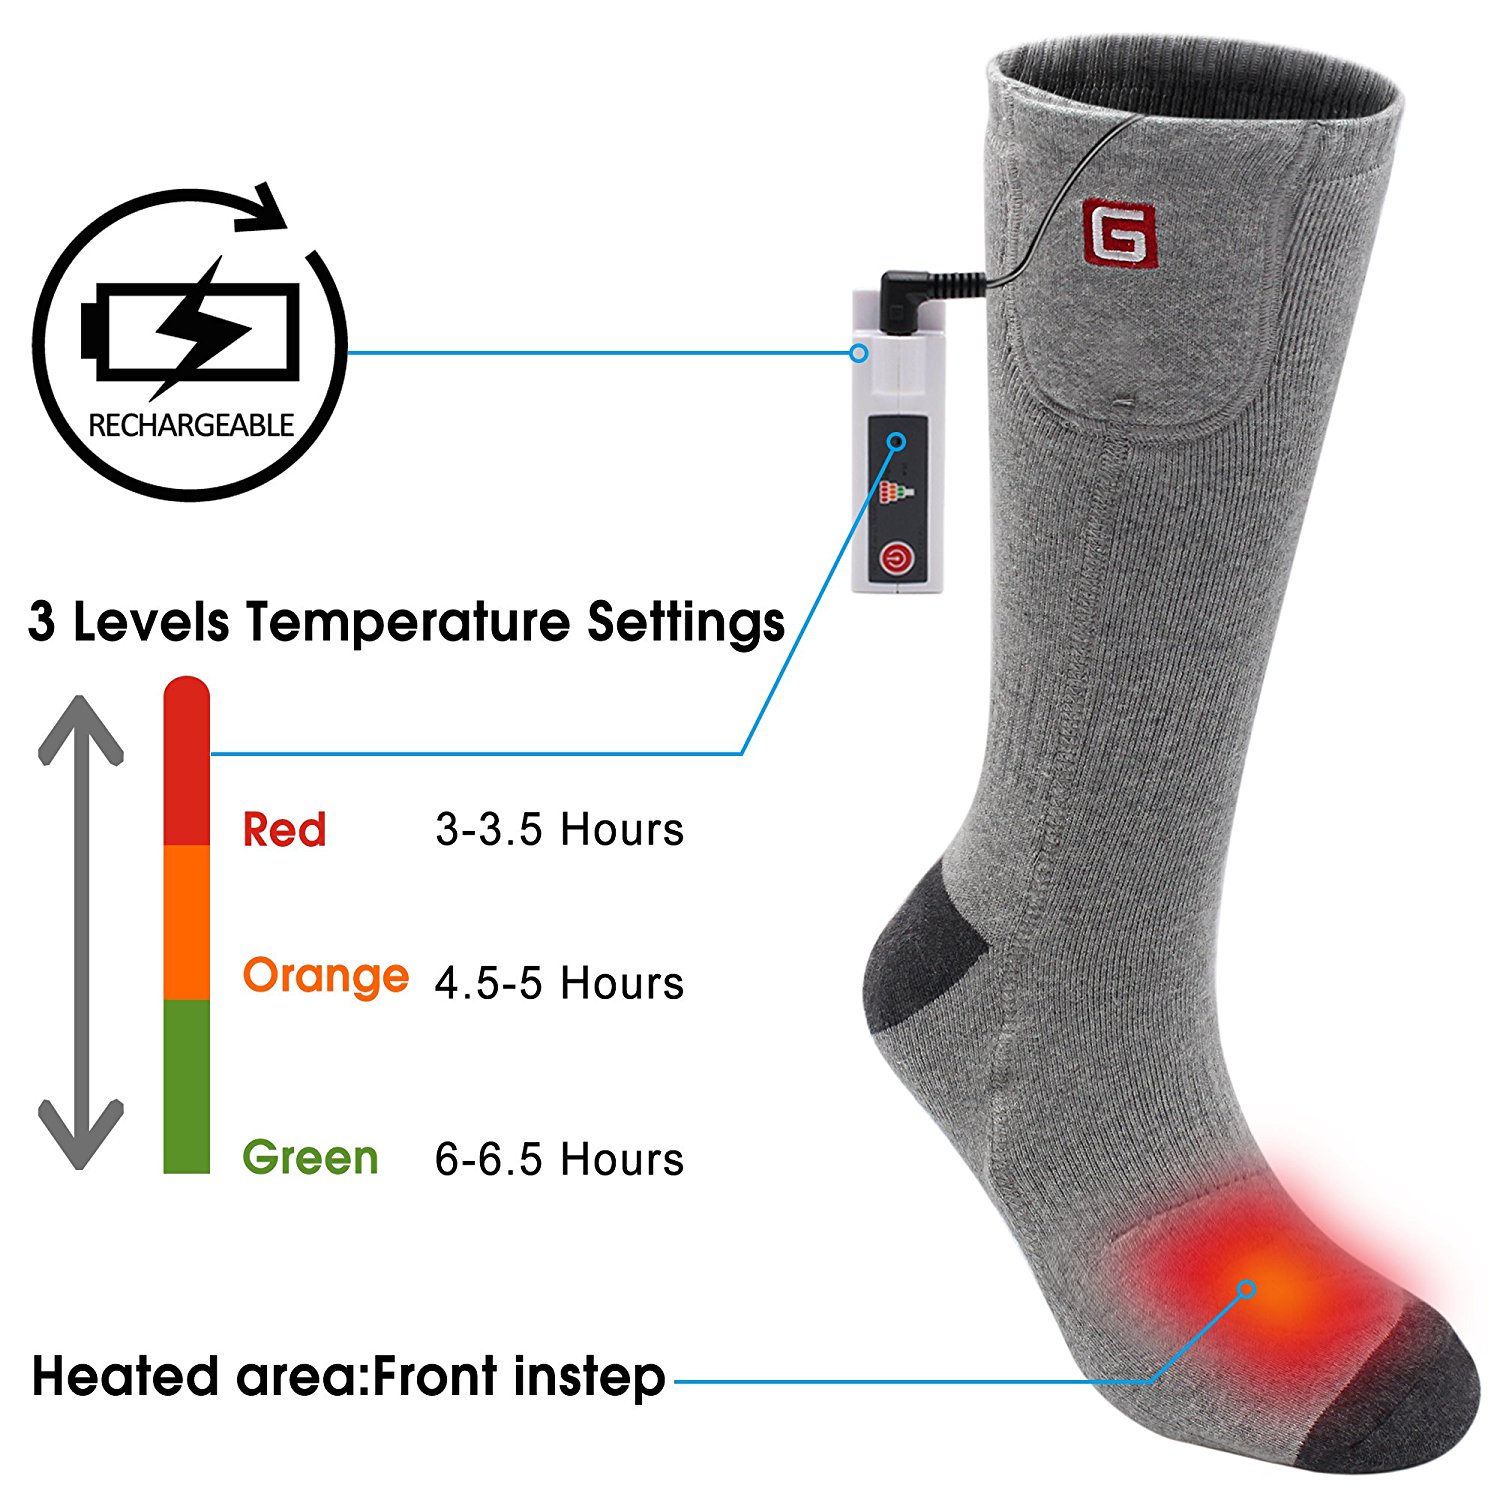 G
RECHARGEABLE
3 Levels Temperature Settings
Red 3-3.5 Hours
Orange 4.5-5 Hours
Green 6-6.5 Hours
Heated area:Front instep